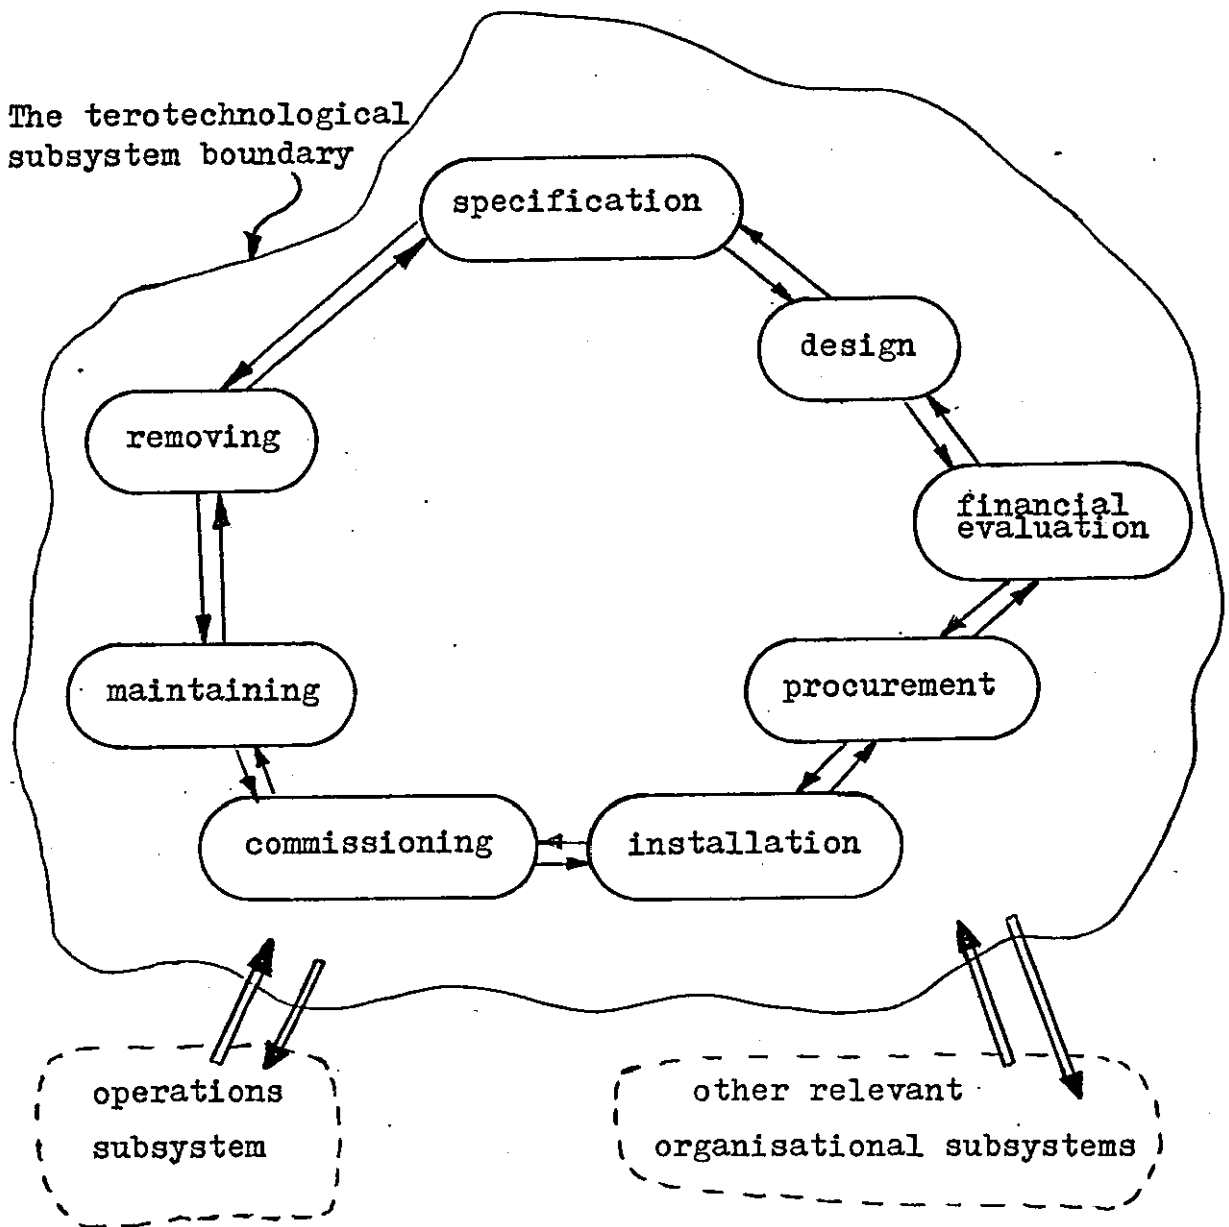 The terotechnological
subsystem boundary
specification
design
removing
financial
evaluation
maintaining
procurement
commissioning
installation
operations
subsystem
other relevant
organisational subsystems